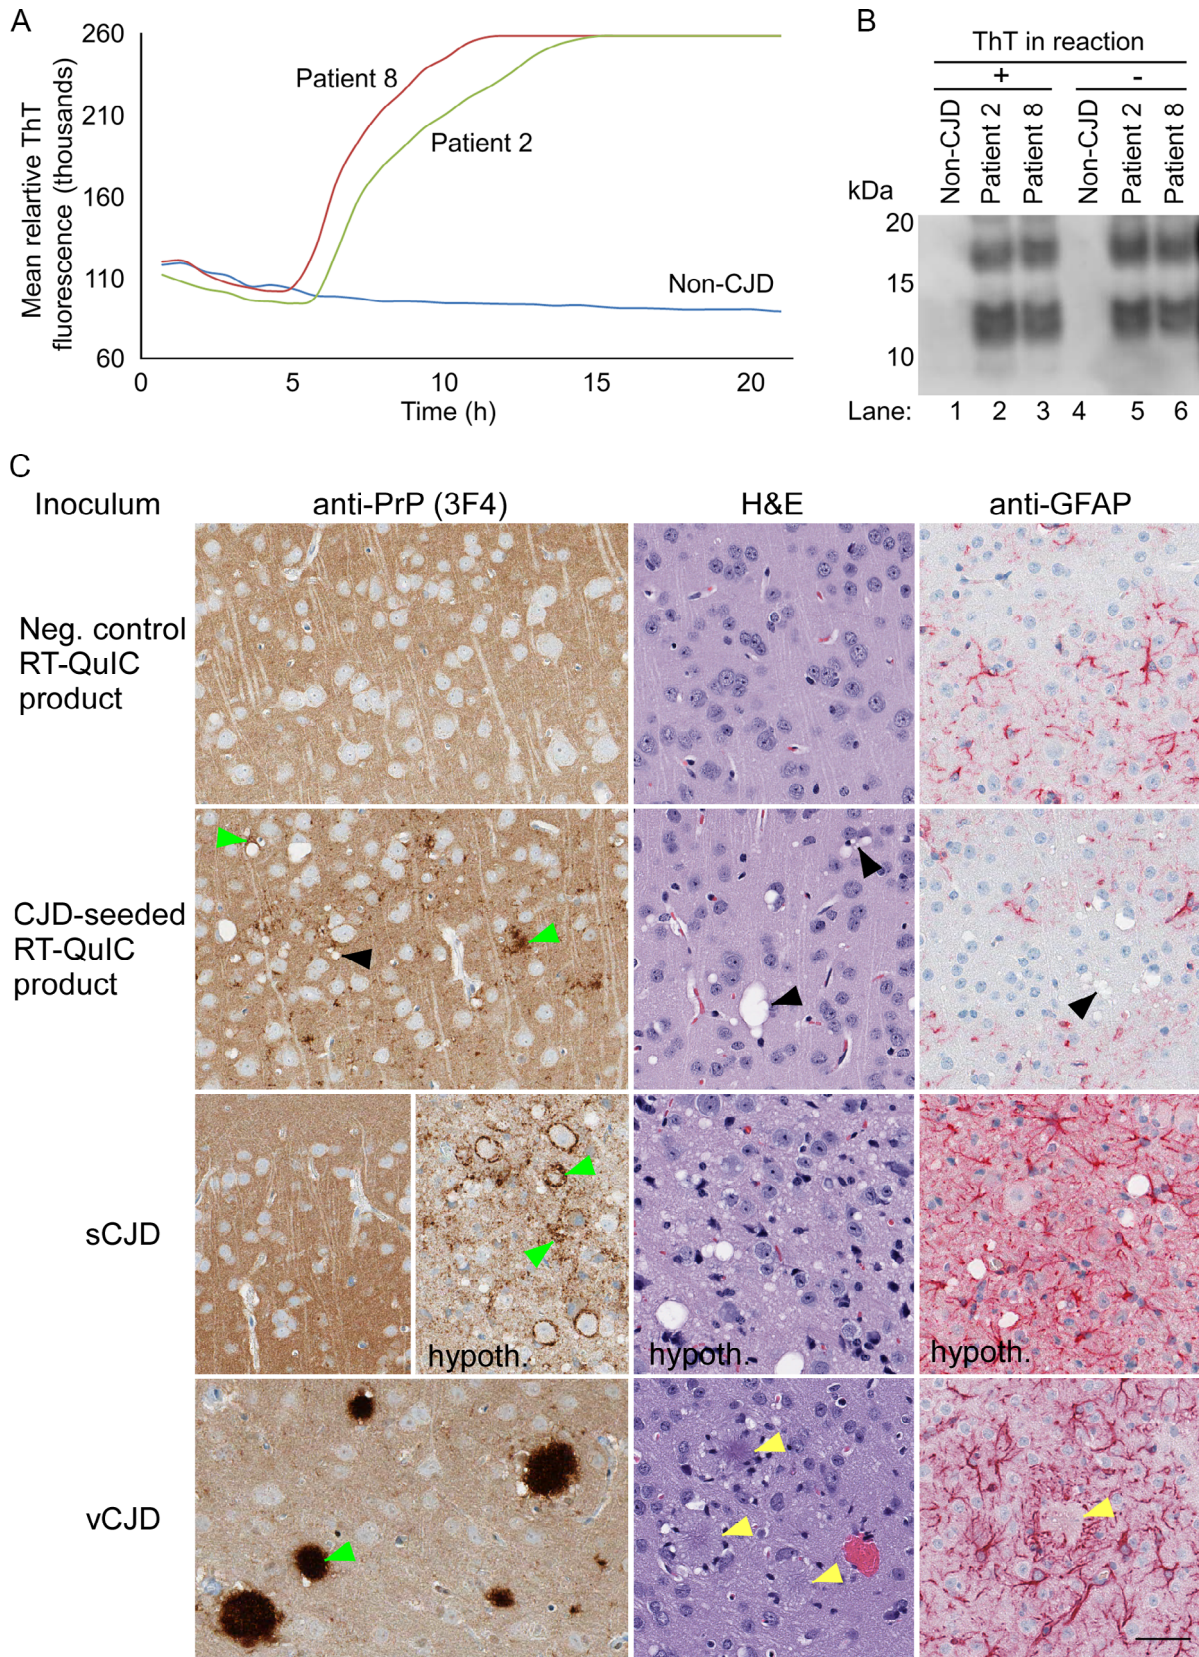 A
260
210
160
110
60
Mean relartive ThT
fluorescence (thousands)
Patient 8
Patient 2
Non-CJD
0 5 10 15 20
Time (h)
B
ThT in reaction
+ -
Non-CJD Patient 2 Patient 8 Non-CJD Patient 2 Patient 8
kDa
20
15
10
Lane: 1 2 3 4 5 6
C
Inoculum anti-PrP (3F4) H&E anti-GFAP
Neg. control
RT-QuIC
product
CJD-seeded
RT-QuIC
product
sCJD
hypoth. hypoth. hypoth.
vCJD